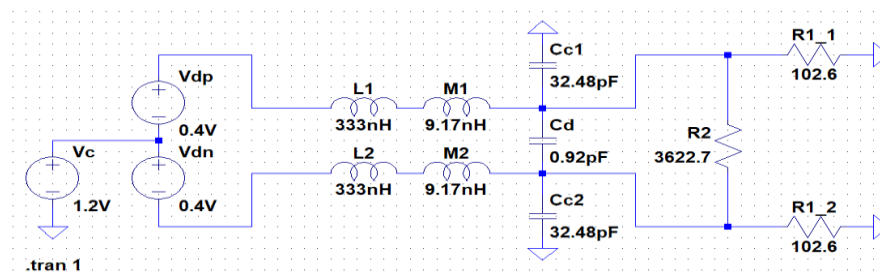 Cc1
R1_1
Vdp
32.48pF
L1
M1
102.6
0.4V
333nH
9.17nH
Cd
R2
Vc
Vdn
L2
M2
0.92pF
3622.7
333nH
9.17nH
Cc2
R1_2
1.2V
0.4V
32.48pF
102.6
.tran 1